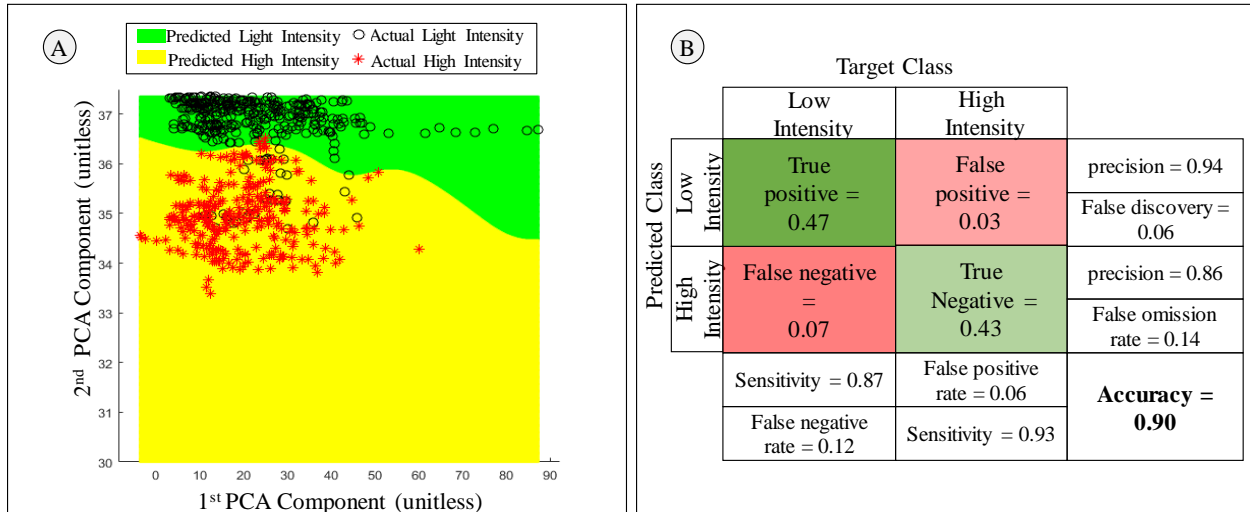 A
Predicted Light Intensity
Actual Light Intensity
Predicted High Intensity
Actual High Intensity
2nd PCA Component (unitless)
37
36
35
34
33
32
31
30
0 10 20 30 40 50 60 70 80 90
1st PCA Component (unitless)
B
Target Class
Low
Intensity
High
Intensity
Predicted Class
Low
Intensity
True
positive =
0.47
False
positive =
0.03
precision = 0.94
False discovery =
0.06
High
Intensity
False negative
=
0.07
True
Negative =
0.43
precision = 0.86
False omission
rate = 0.14
Sensitivity = 0.87
False positive
rate = 0.06
Accuracy =
0.90
False negative
rate = 0.12
Sensitivity = 0.93